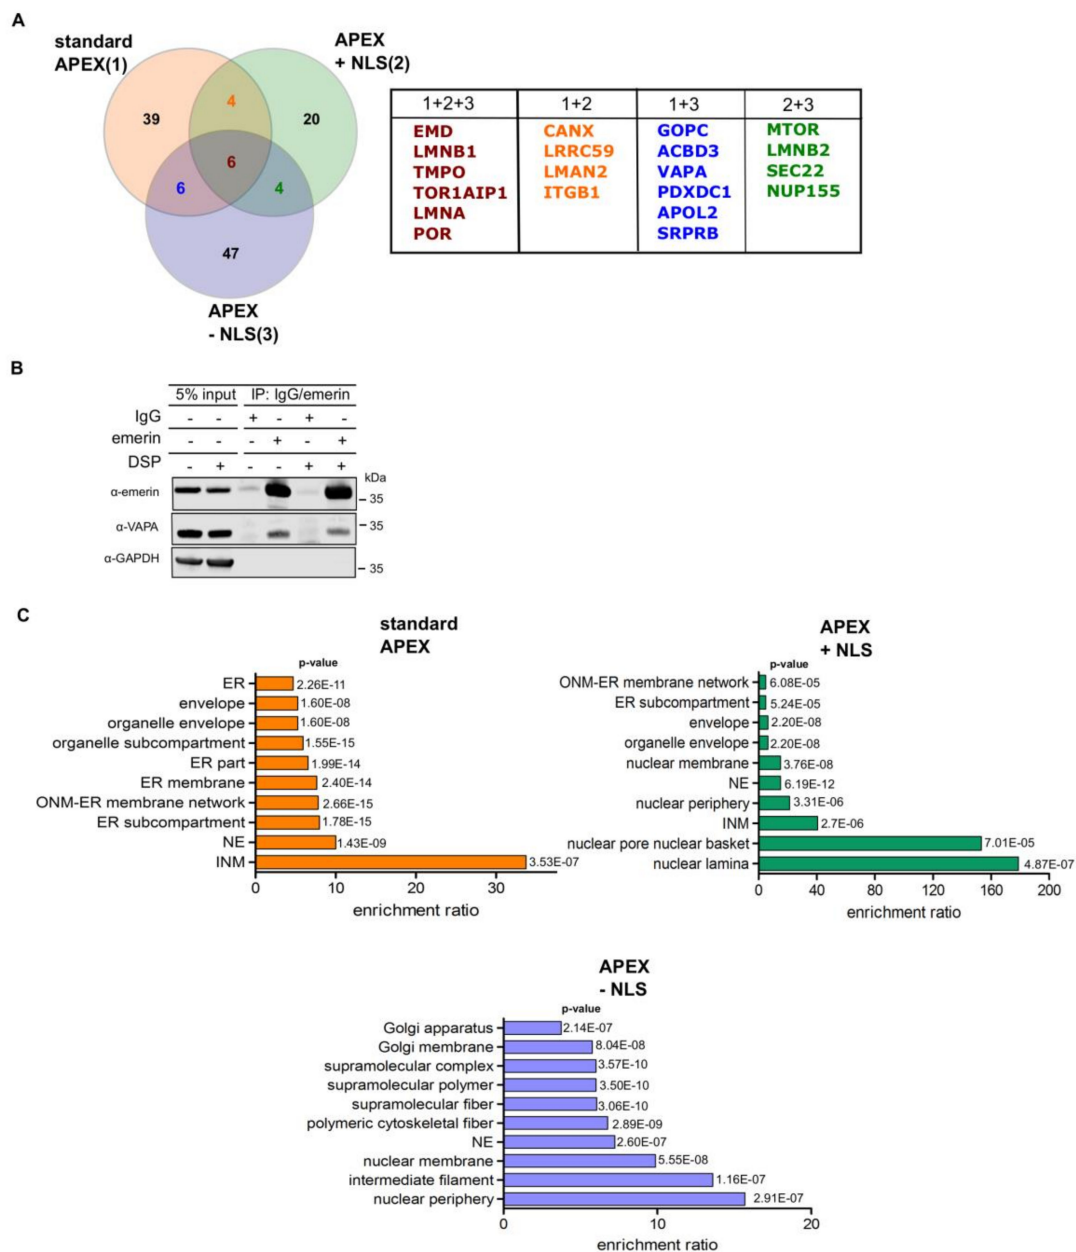 A
standard
APEX(1)
APEX
+ NLS(2)
39
4
20
6
6
4
47
APEX
- NLS(3)
1+2+3 1+2 1+3 2+3
EMD CANX GOPC MTOR
LMNB1 LRRC59 ACBD3 LMNB2
TMPO LMAN2 VAPA SEC22
TOR1AIP1 ITGB1 PDXDC1 NUP155
LMNA APOL2
POR SRPRB
B
5% input IP: IgG/emerin
IgG - - + - + -
emerin - - - + - +
DSP - + - - + +
kDa
α-emerin – 35
α-VAPA – 35
α-GAPDH – 35
C
standard
APEX
p-value
ER 2.26E-11
envelope 1.60E-08
organelle envelope 1.60E-08
organelle subcompartment 1.55E-15
ER part 1.99E-14
ER membrane 2.40E-14
ONM-ER membrane network 2.66E-15
ER subcompartment 1.78E-15
NE 1.43E-09
INM 3.53E-07
0 10 20 30
enrichment ratio
APEX
+ NLS
p-value
ONM-ER membrane network 6.08E-05
ER subcompartment 5.24E-05
envelope 2.20E-08
organelle envelope 2.20E-08
nuclear membrane 3.76E-08
NE 6.19E-12
nuclear periphery 3.31E-06
INM 2.7E-06
nuclear pore nuclear basket 7.01E-05
nuclear lamina 4.87E-07
0 40 80 120 160 200
enrichment ratio
APEX
- NLS
p-value
Golgi apparatus 2.14E-07
Golgi membrane 8.04E-08
supramolecular complex 3.57E-10
supramolecular polymer 3.50E-10
supramolecular fiber 3.06E-10
polymeric cytoskeletal fiber 2.89E-09
NE 2.60E-07
nuclear membrane 5.55E-08
intermediate filament 1.16E-07
nuclear periphery 2.91E-07
0 10 20
enrichment ratio